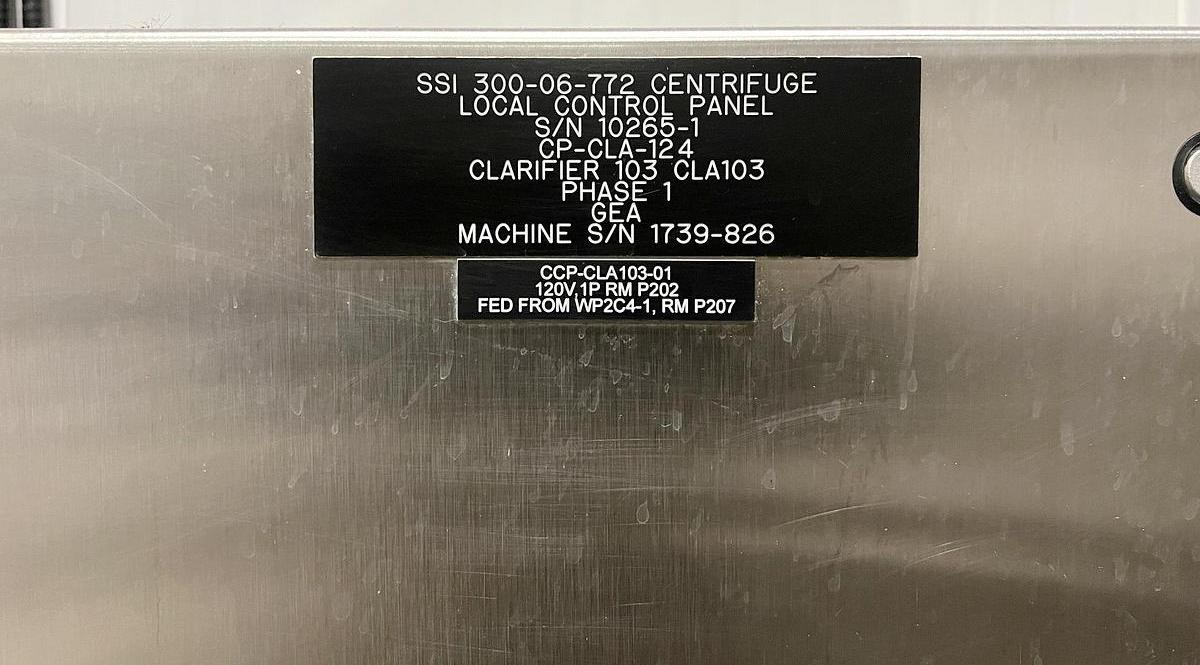 SSI 300-06-772 CENTRIFUGE
LOCAL CONTROL PANEL
S/N 10265-1
CP-CLA-124
CLARIFIER 103 CLA103
PHASE 1
GEA
MACHINE S/N 1739-826
CCP-CLA103-01
120V,1P RM P202
FED FROM WP2C4-1, RM P207